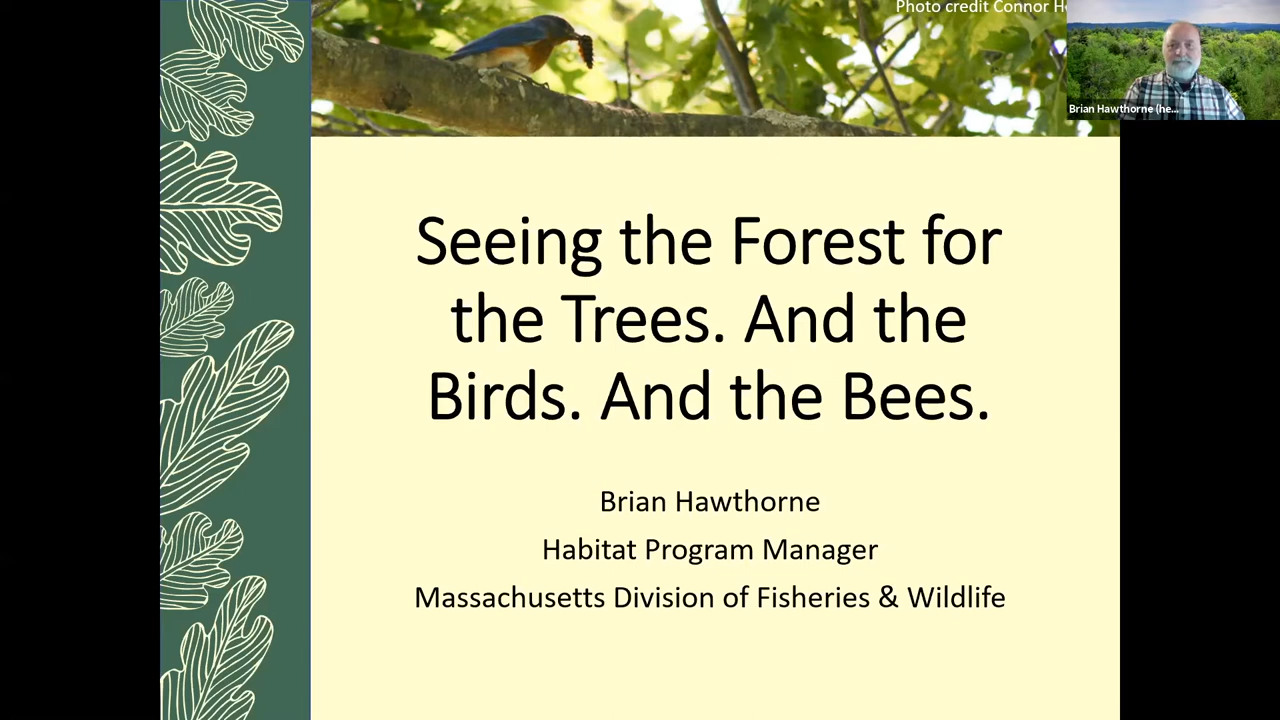 Photo credit Connor
Brian Hawthorne (he...
Seeing the Forest for
the Trees. And the
Birds. And the Bees.
Brian Hawthorne
Habitat Program Manager
Massachusetts Division of Fisheries & Wildlife